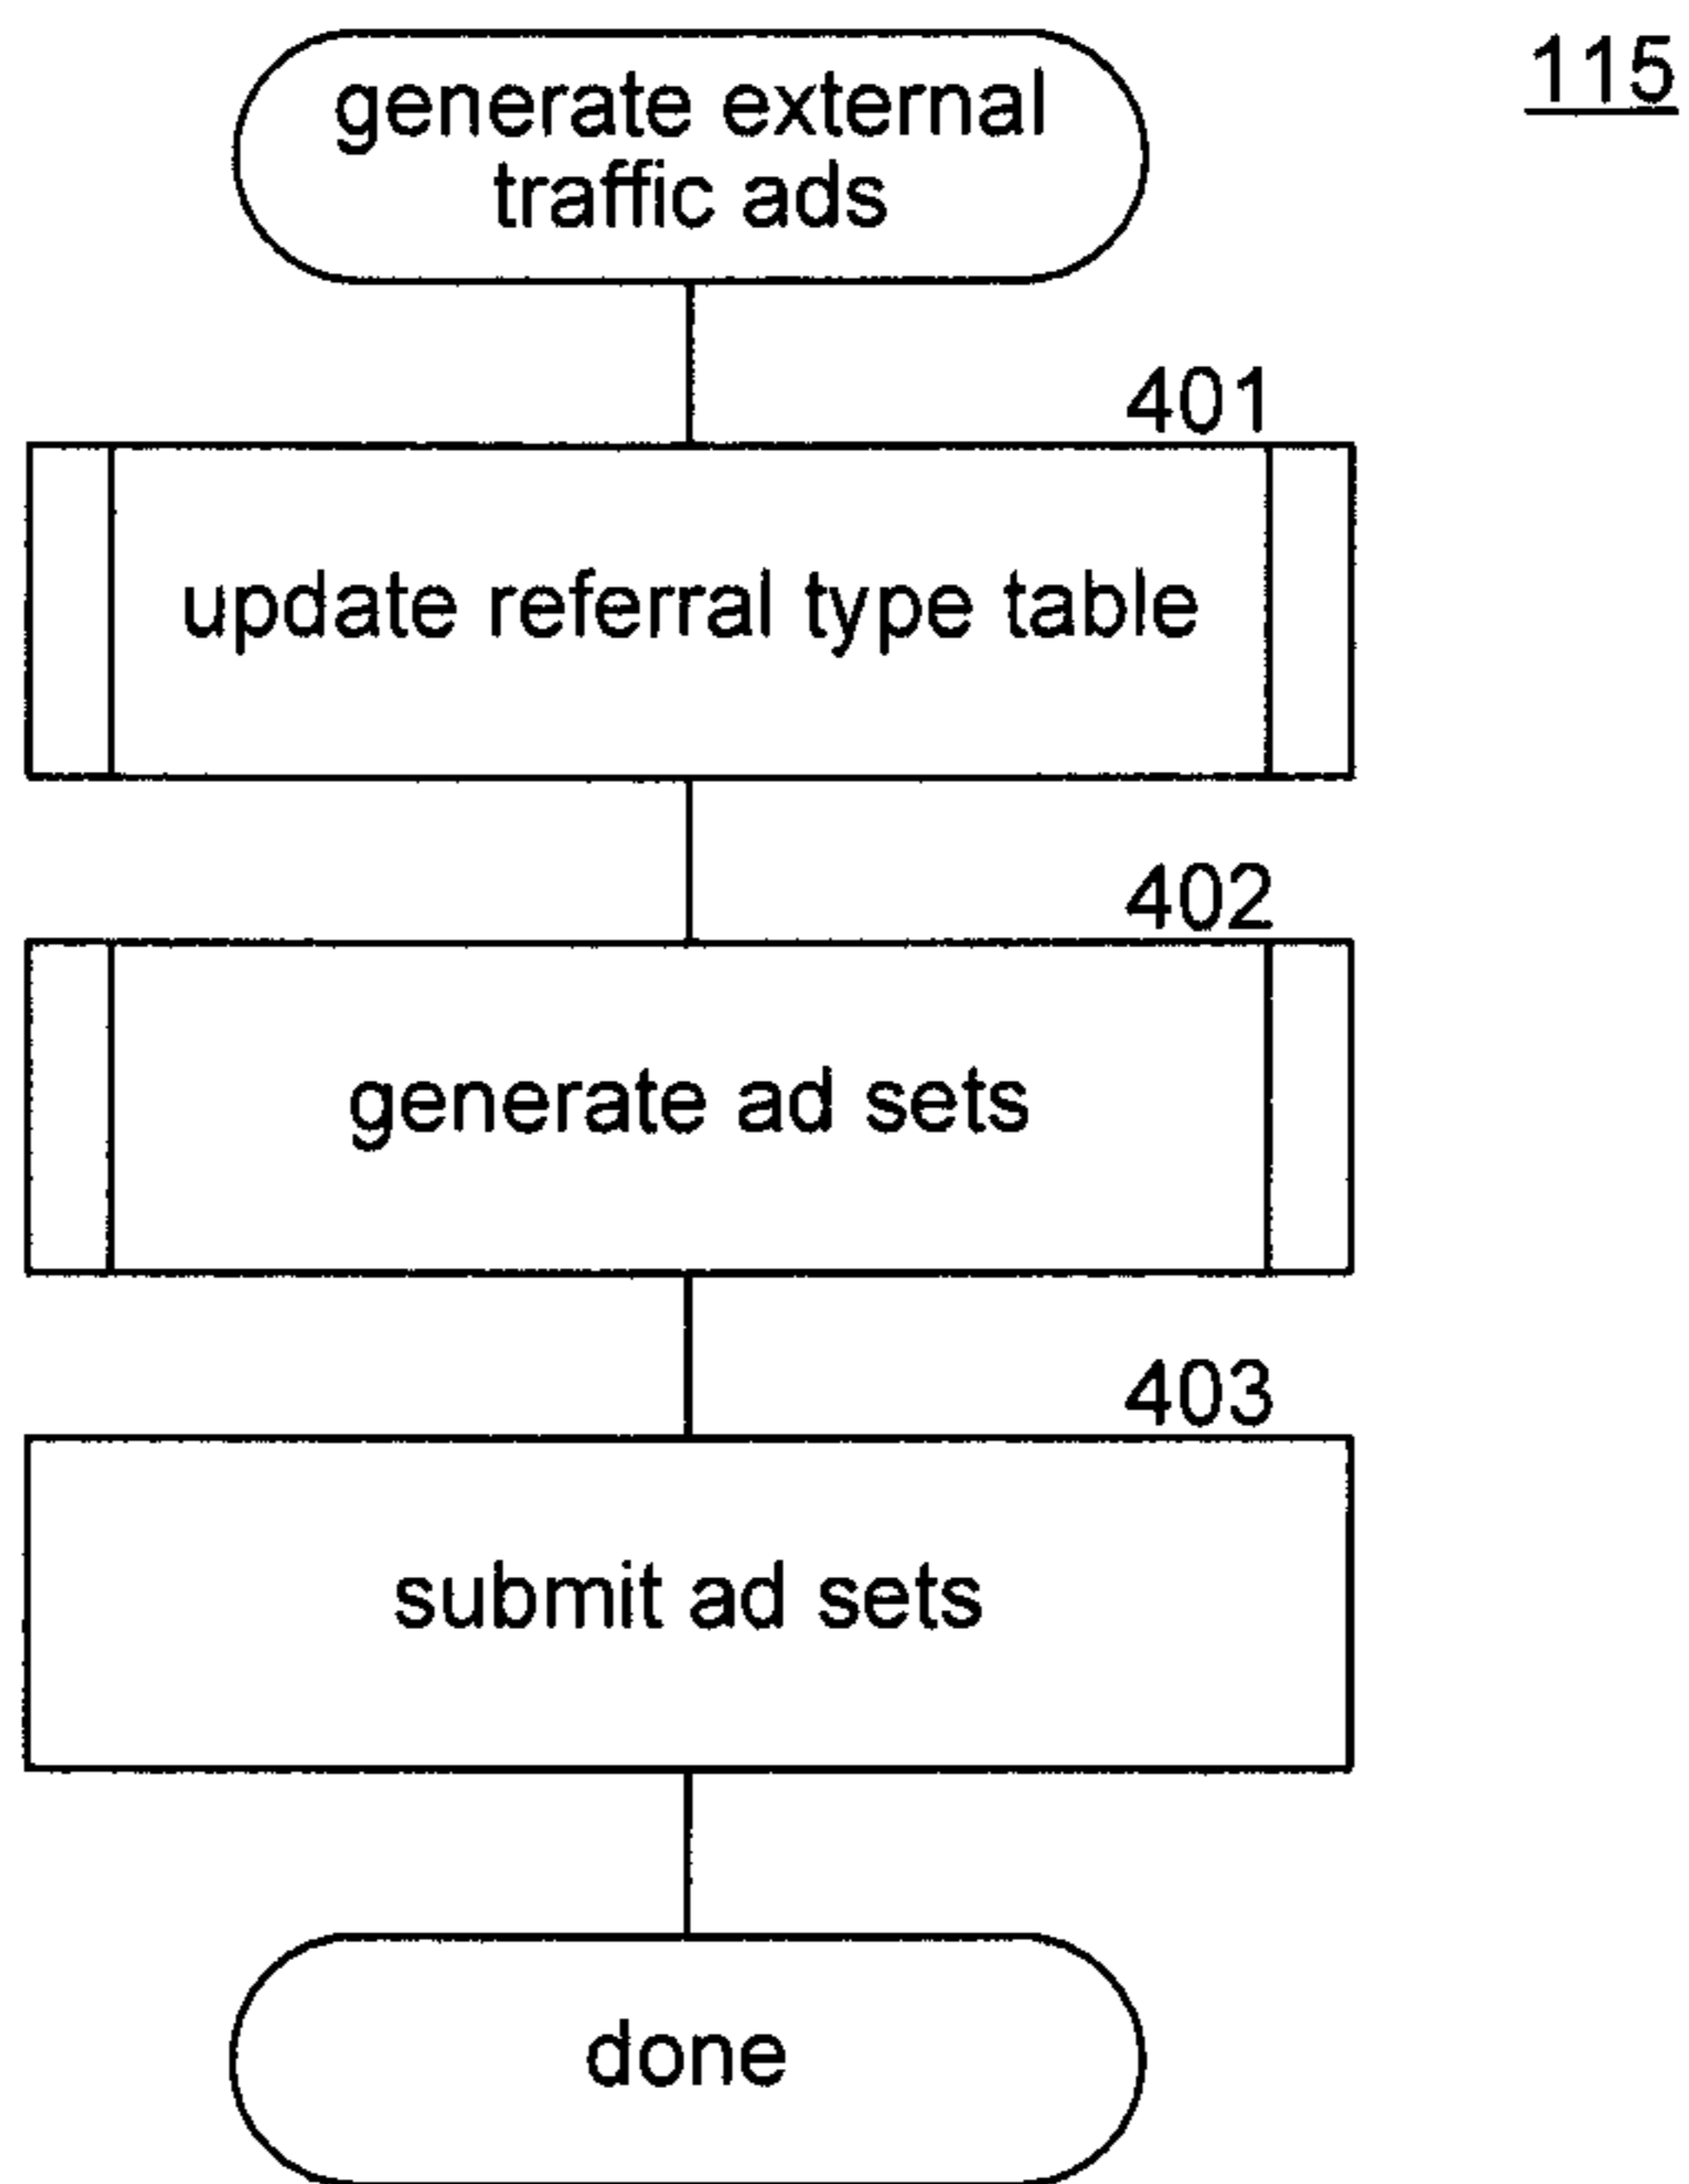 115
generate external
traffic ads
401
update referral type table
402
generate ad sets
403
submit ad sets
done